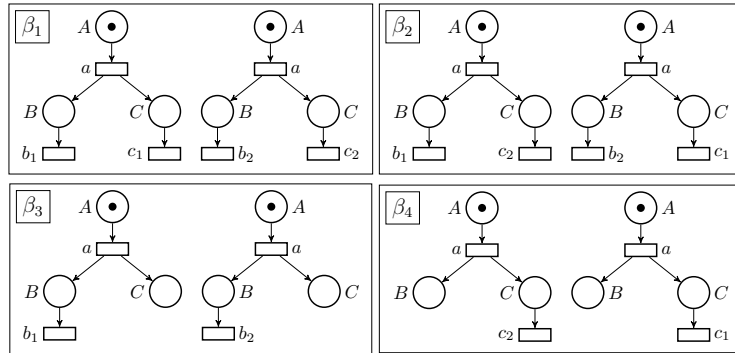 β₁ A A β₂ A A
a a a a
B C B C B C B C
b₁ c₁ b₂ c₂ b₁ c₂ b₂ c₁
β₃ A A β₄ A A
a a a a
B C B C B C B C
b₁ b₂ c₂ c₁